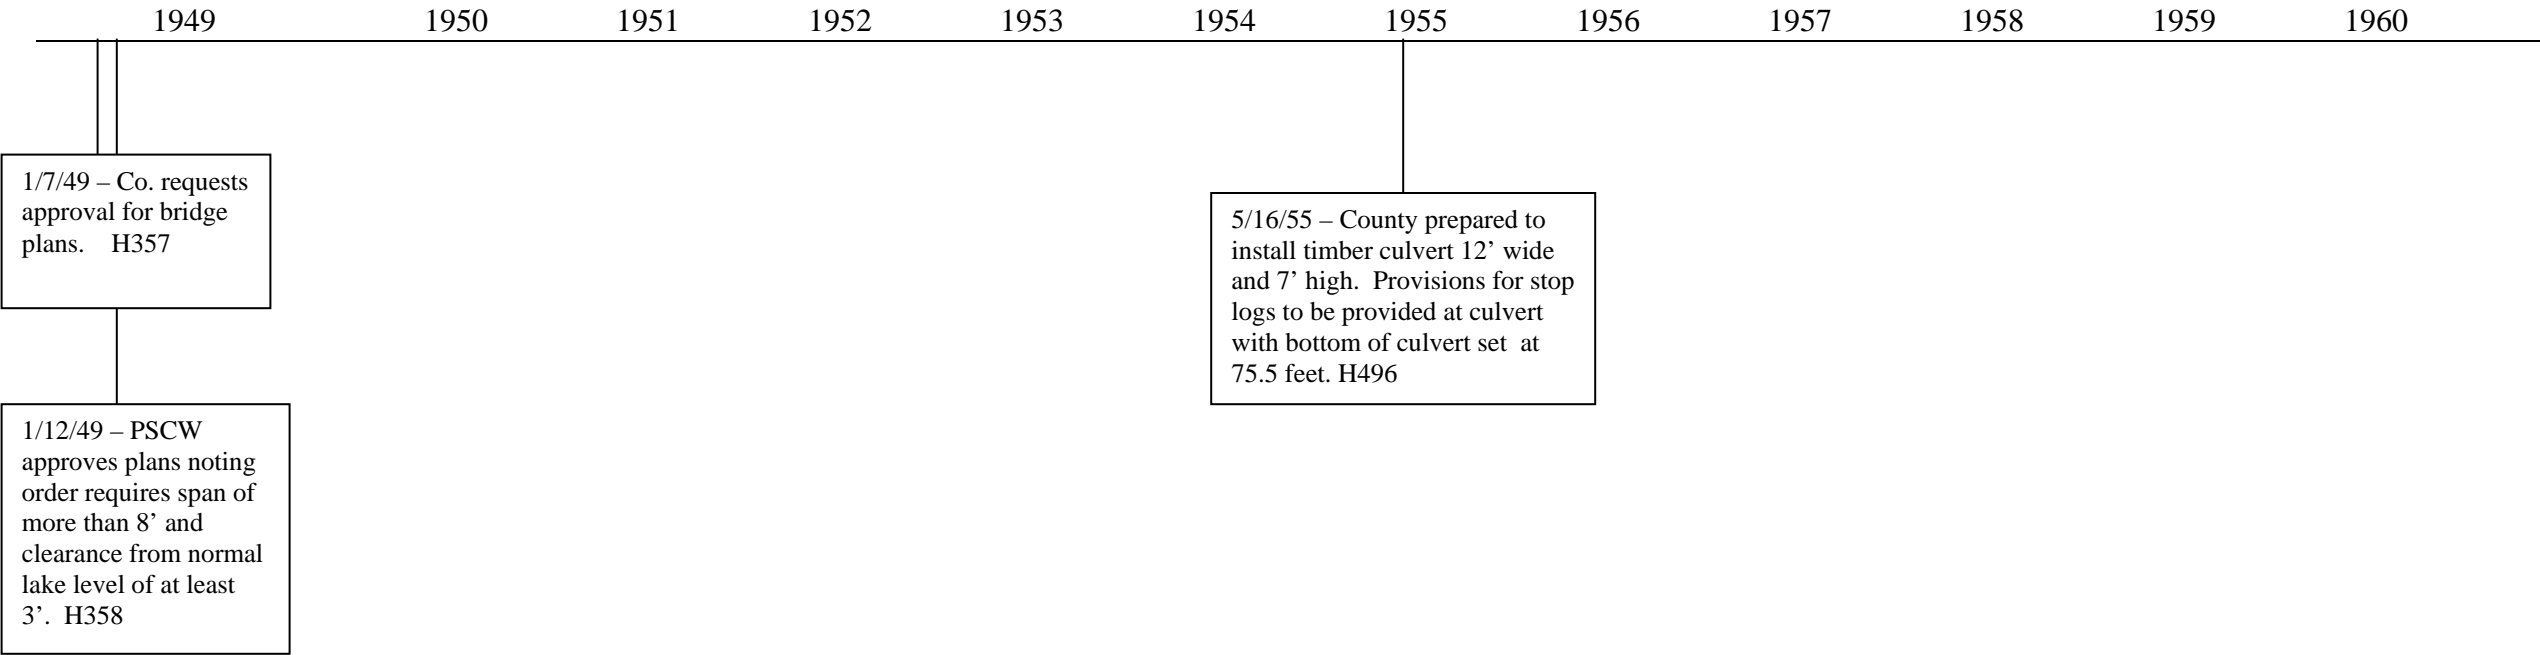 1949 1950 1951 1952 1953 1954 1955 1956 1957 1958 1959 1960
1/7/49 – Co. requests
approval for bridge
plans. H357
1/12/49 – PSCW
approves plans noting
order requires span of
more than 8’ and
clearance from normal
lake level of at least
3’. H358
5/16/55 – County prepared to
install timber culvert 12’ wide
and 7’ high. Provisions for stop
logs to be provided at culvert
with bottom of culvert set at
75.5 feet. H496